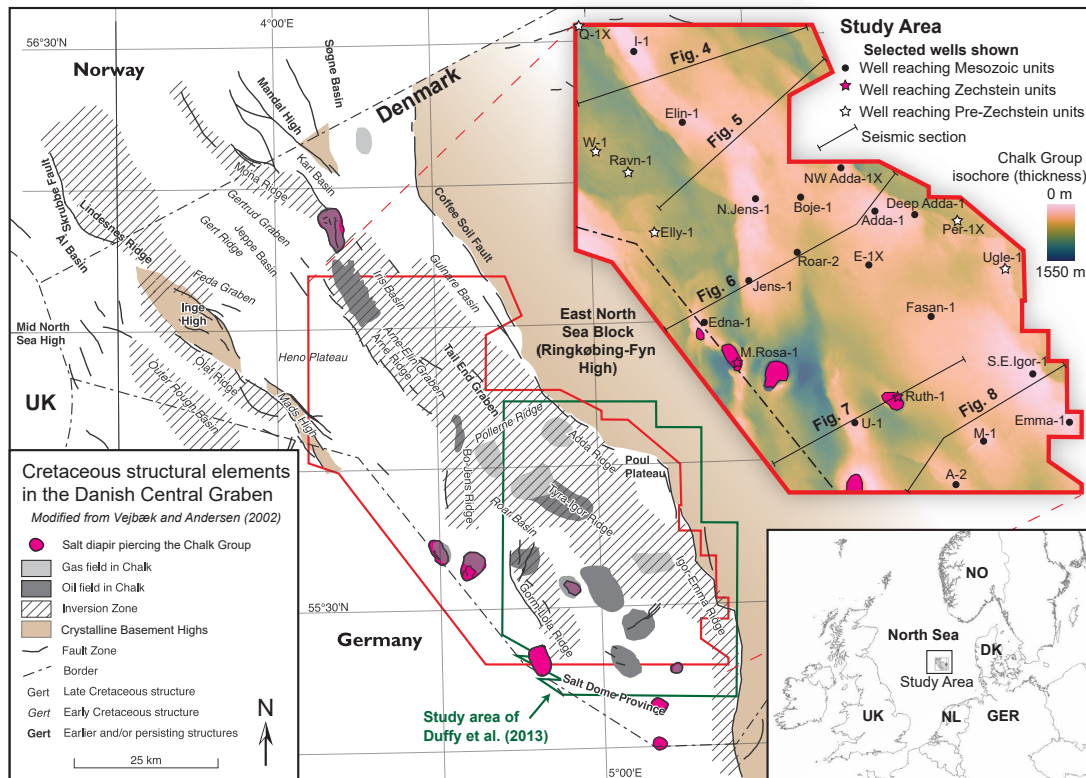 4°00'E
56°30'N
Norway
Søgne Basin
Mandal High
Denmark
Kari Basin
Mona Ridge
Coffee Soil Fault
Skrubbe Fault
Ål Basin
Lindesnes Ridge
Gertrud Graben
Gert Ridge
Jeppe Basin
Feda Graben
Iris Basin
Gulnare Basin
Inge
High
Mid North
Sea High
Heno Plateau
Arne-Elin Graben
Arne Ridge
Tail End Graben
East North
Sea Block
(Ringkøbing-Fyn
High)
Olaf Ridge
Outer Rough Basin
Mads High
UK
Pollerne Ridge
Adda Ridge
Poul
Plateau
Bo-Jens Ridge
Tyra-Igor Ridge
Roar Basin
Igor-Emma Ridge
Gorm-Lola Ridge
55°30'N
Germany
Salt Dome Province
Study area of
Duffy et al. (2013)
5°00'E
Cretaceous structural elements
in the Danish Central Graben
Modified from Vejbæk and Andersen (2002)
Salt diapir piercing the Chalk Group
Gas field in Chalk
Oil field in Chalk
Inversion Zone
Crystalline Basement Highs
Fault Zone
Border
Gert Late Cretaceous structure
Gert Early Cretaceous structure
Gert Earlier and/or persisting structures
25 km
N
Study Area
Selected wells shown
Well reaching Mesozoic units
Well reaching Zechstein units
Well reaching Pre-Zechstein units
Seismic section
Chalk Group
isochore (thickness)
0 m
1550 m
Q-1X
I-1
Fig. 4
Elin-1
Fig. 5
W-1
Ravn-1
NW Adda-1X
N.Jens-1
Boje-1
Deep Adda-1
Adda-1
Per-1X
Elly-1
Roar-2
E-1X
Ugle-1
Fig. 6
Jens-1
Edna-1
Fasan-1
M.Rosa-1
S.E.Igor-1
Ruth-1
Fig. 8
Fig. 7
U-1
Emma-1
M-1
A-2
NO
North Sea
DK
Study Area
UK
NL
GER